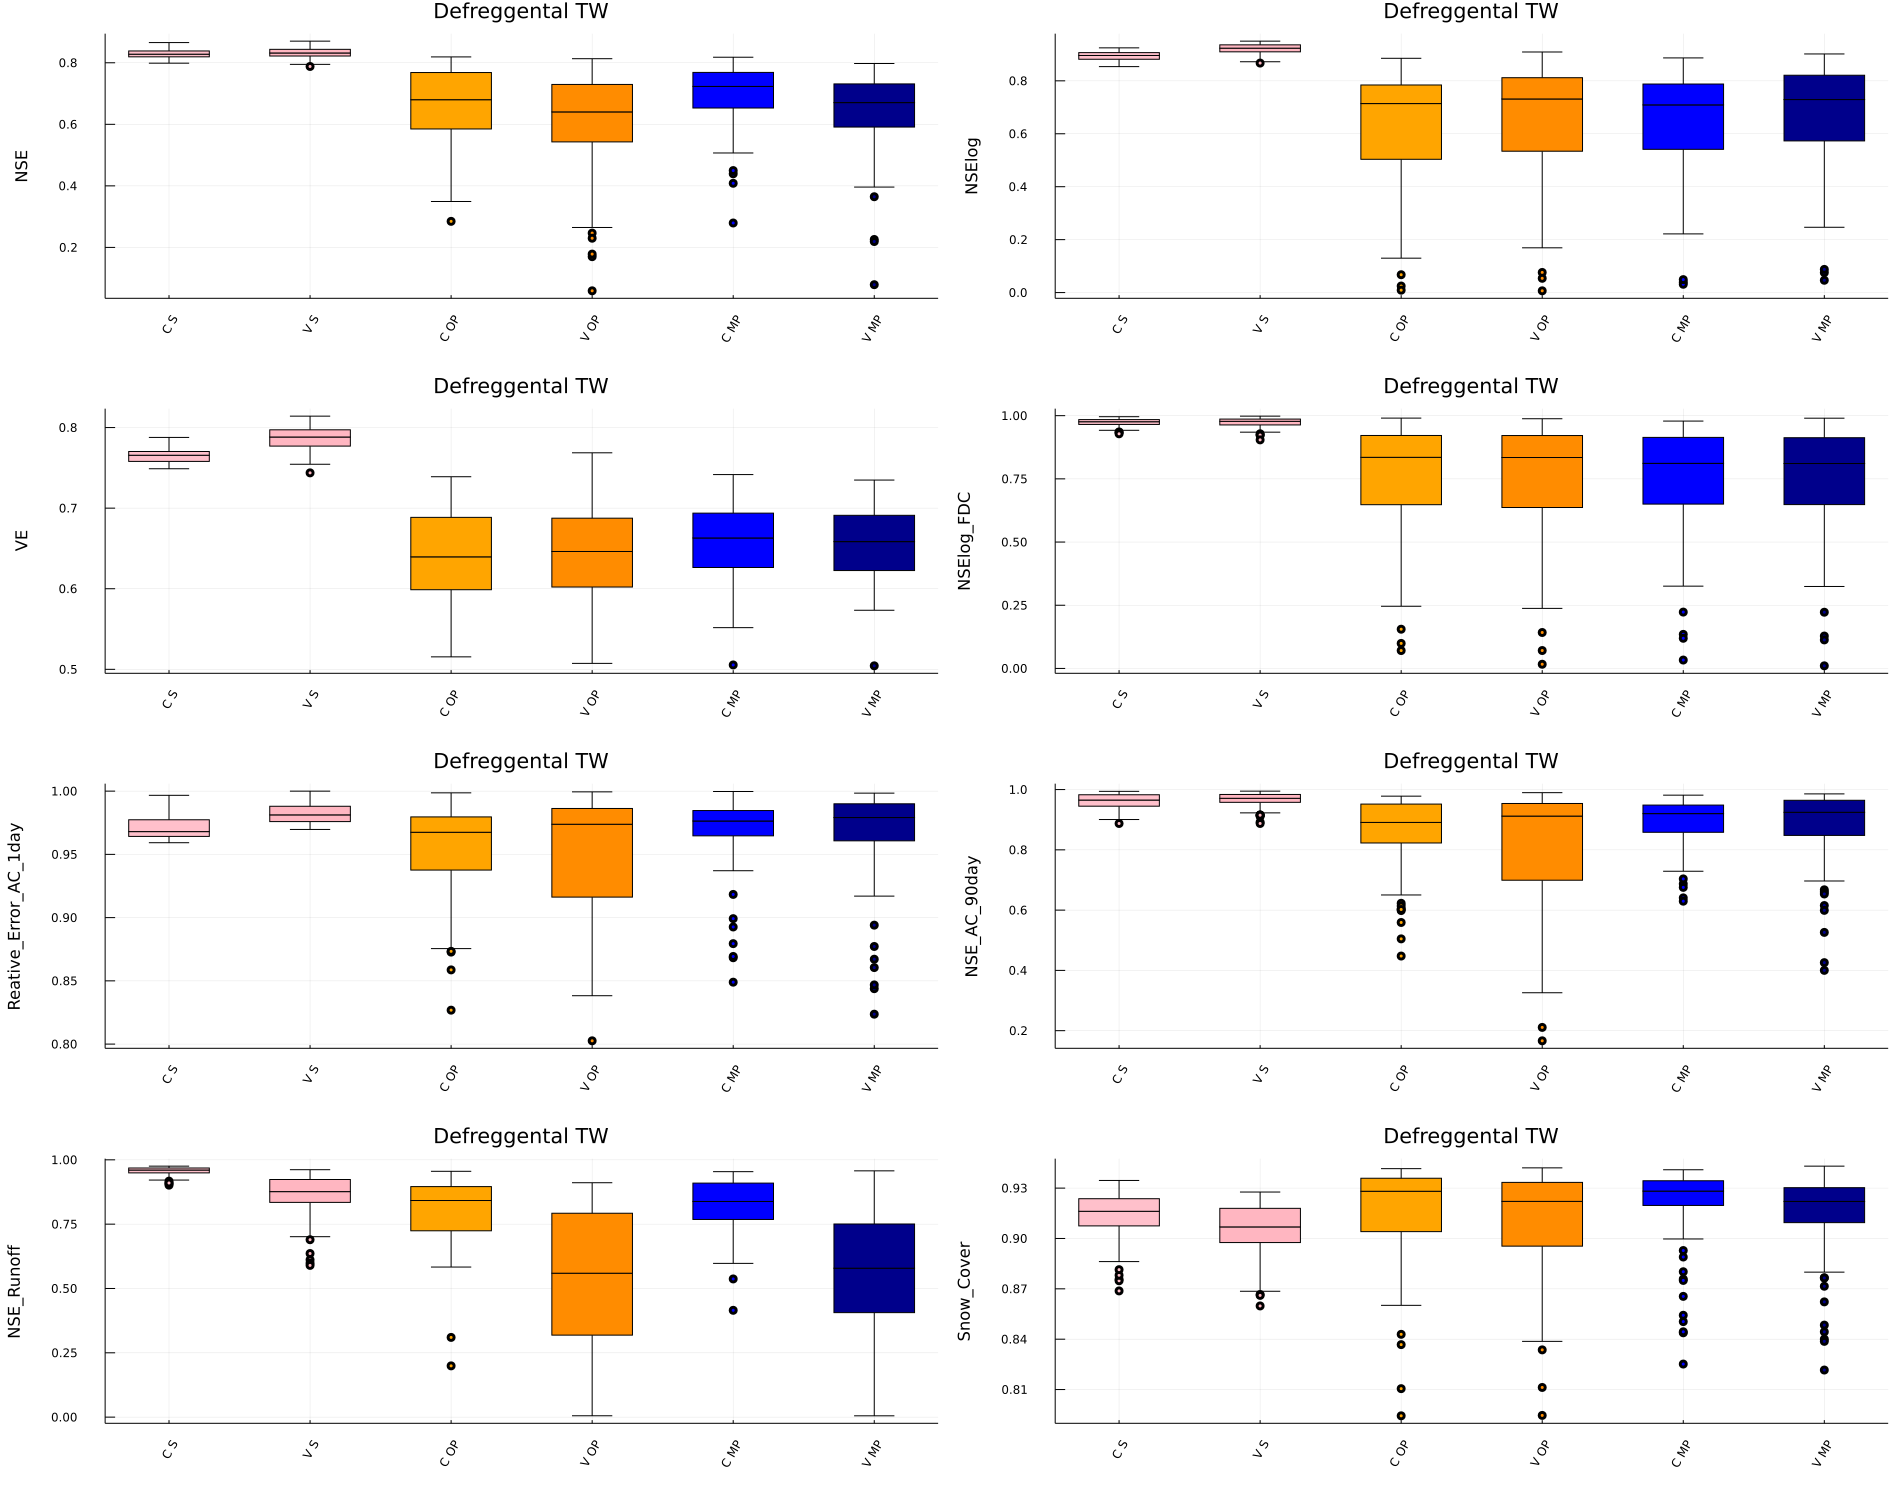 Defreggental TW
NSE
0.8
0.6
0.4
0.2
C S
V S
C OP
V OP
C MP
V MP
Defreggental TW
NSElog
0.8
0.6
0.4
0.2
0.0
C S
V S
C OP
V OP
C MP
V MP
Defreggental TW
VE
0.8
0.7
0.6
0.5
C S
V S
C OP
V OP
C MP
V MP
Defreggental TW
NSElog_FDC
1.00
0.75
0.50
0.25
0.00
C S
V S
C OP
V OP
C MP
V MP
Defreggental TW
Reative_Error_AC_1day
1.00
0.95
0.90
0.85
0.80
C S
V S
C OP
V OP
C MP
V MP
Defreggental TW
NSE_AC_90day
1.0
0.8
0.6
0.4
0.2
C S
V S
C OP
V OP
C MP
V MP
Defreggental TW
NSE_Runoff
1.00
0.75
0.50
0.25
0.00
C S
V S
C OP
V OP
C MP
V MP
Defreggental TW
Snow_Cover
0.93
0.90
0.87
0.84
0.81
C S
V S
C OP
V OP
C MP
V MP